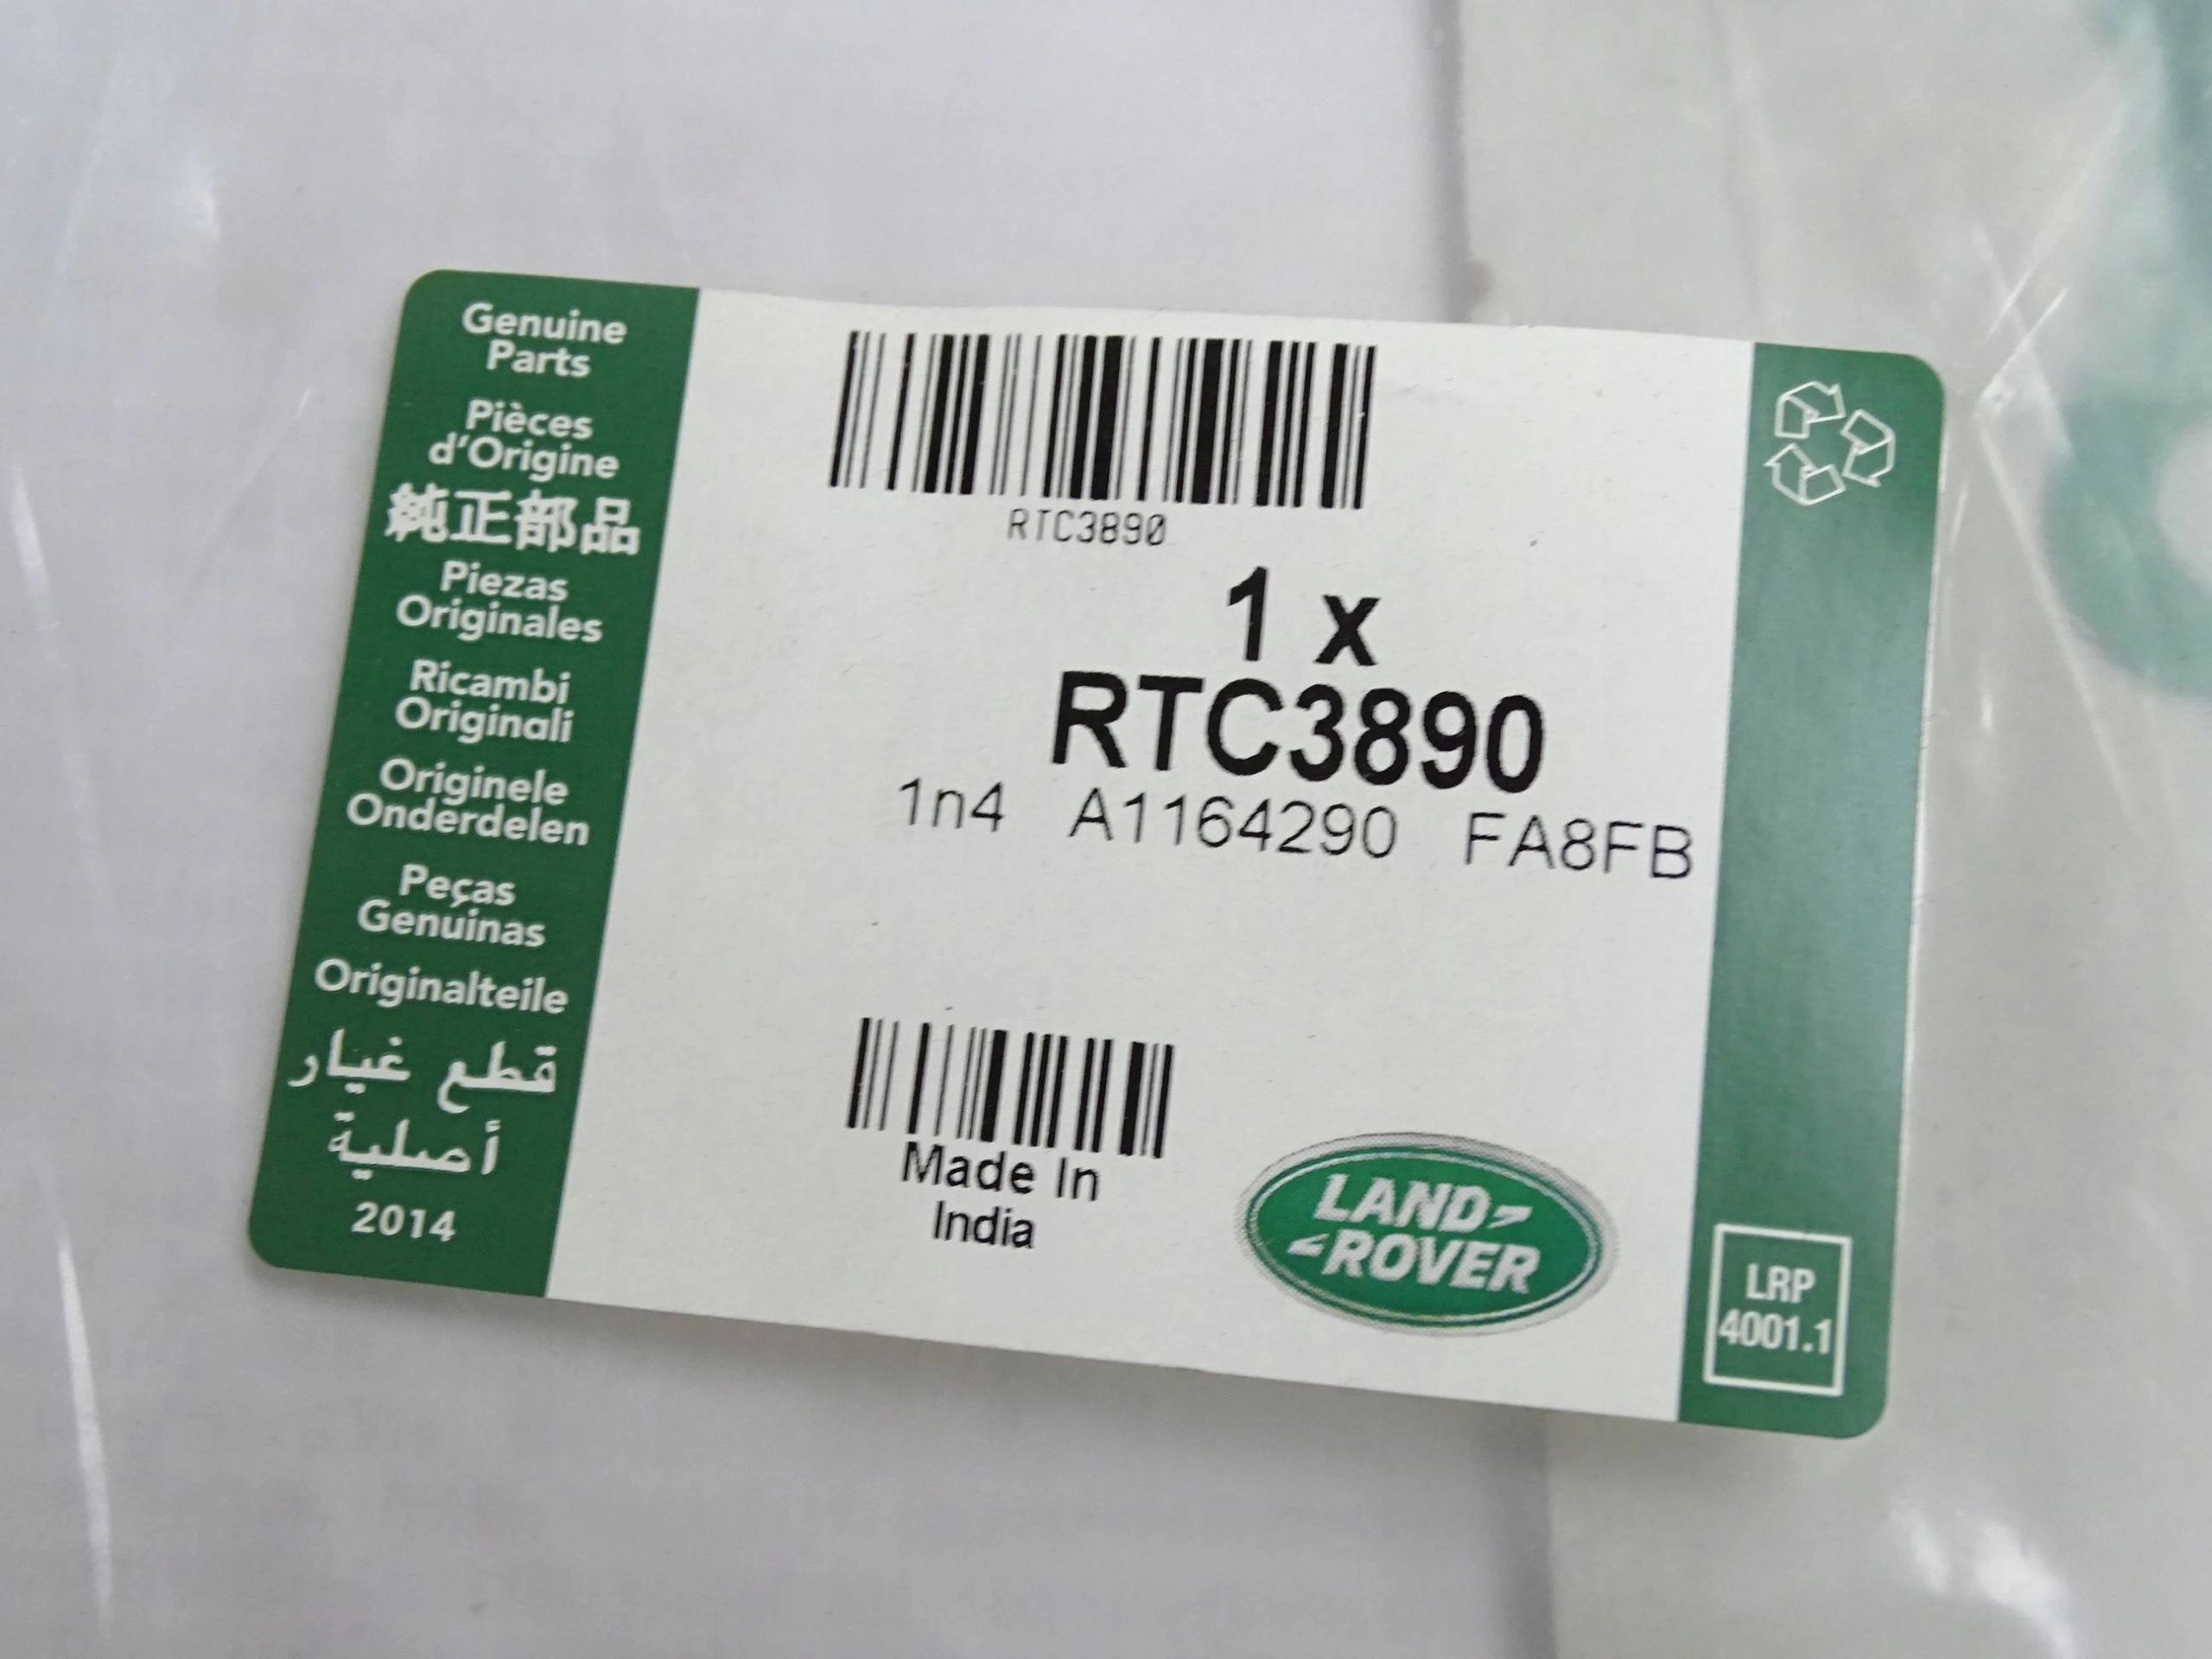 Genuine
Parts
Pièces
d'Origine
純正部品
Piezas
Originales
Ricambi
Originali
Originele
Onderdelen
Peças
Genuinas
Originalteile
قطع غيار
أصلية
2014
RTC3890
1 x
RTC3890
1n4 A1164290 FA8FB
Made In
India
LAND
ROVER
LRP
4001.1